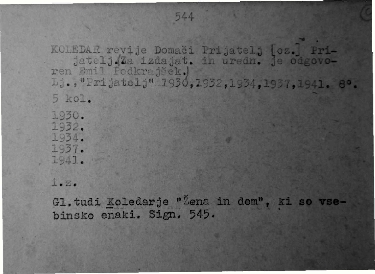 544
KOLEDAR revije Domači Prijatelj [oz.] Pri-
jatelj.(Za izdajat. in uredn. je odgovo-
ren Emil Podkrajšek.)
Lj., "Prijatelj" 1930,1932,1934,1937,1941. 8°.
5 kol.
1930.
1932.
1934.
1937.
1941.
i.z.
Gl.tudi Koledarje "Žena in dom", ki so vse-
binsko enaki. Sign. 545.